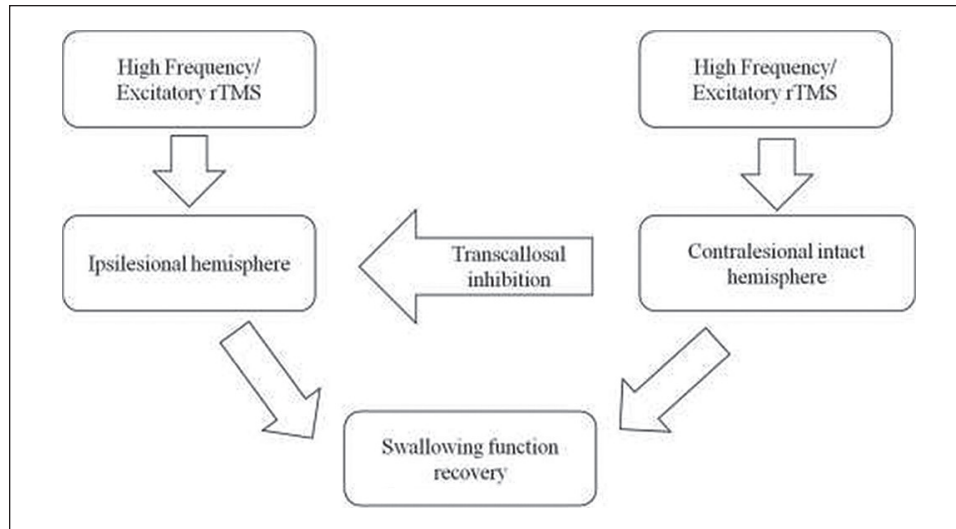 High Frequency/
Excitatory rTMS
High Frequency/
Excitatory rTMS
Ipsilesional hemisphere
Transcallosal
inhibition
Contralesional intact
hemisphere
Swallowing function
recovery